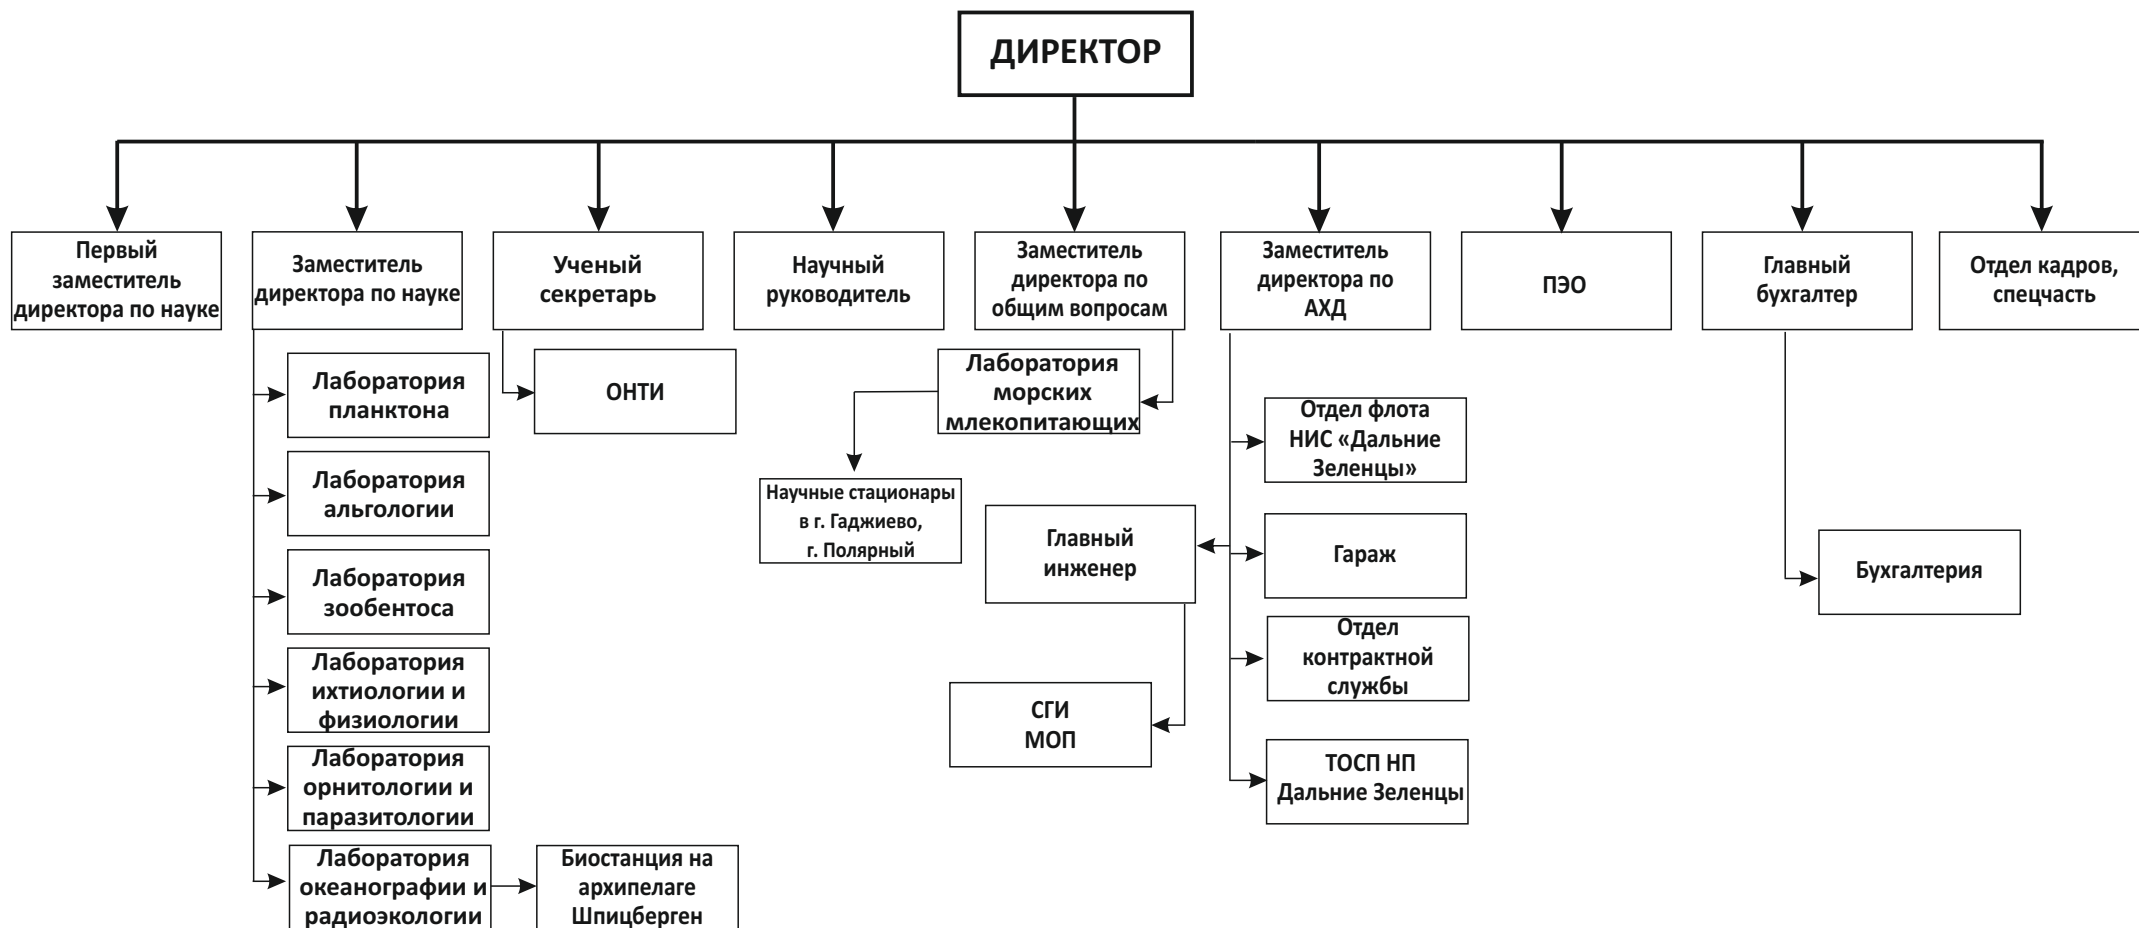 ДИРЕКТОР
Первый
заместитель
директора по науке
Заместитель
директора по науке
Ученый
секретарь
Научный
руководитель
Заместитель
директора по
общим вопросам
Заместитель
директора по
АХД
ПЭО
Главный
бухгалтер
Отдел кадров,
спецчасть
Лаборатория
планктона
Лаборатория
альгологии
Лаборатория
зообентоса
Лаборатория
ихтиологии и
физиологии
Лаборатория
орнитологии и
паразитологии
Лаборатория
океанографии и
радиоэкологии
Биостанция на
архипелаге
Шпицберген
ОНТИ
Лаборатория
морских
млекопитающих
Научные стационары
в г. Гаджиево,
г. Полярный
Главный
инженер
СГИ
МОП
Отдел флота
НИС «Дальние
Зеленцы»
Гараж
Отдел
контрактной
службы
ТОСП НП
Дальние Зеленцы
Бухгалтерия